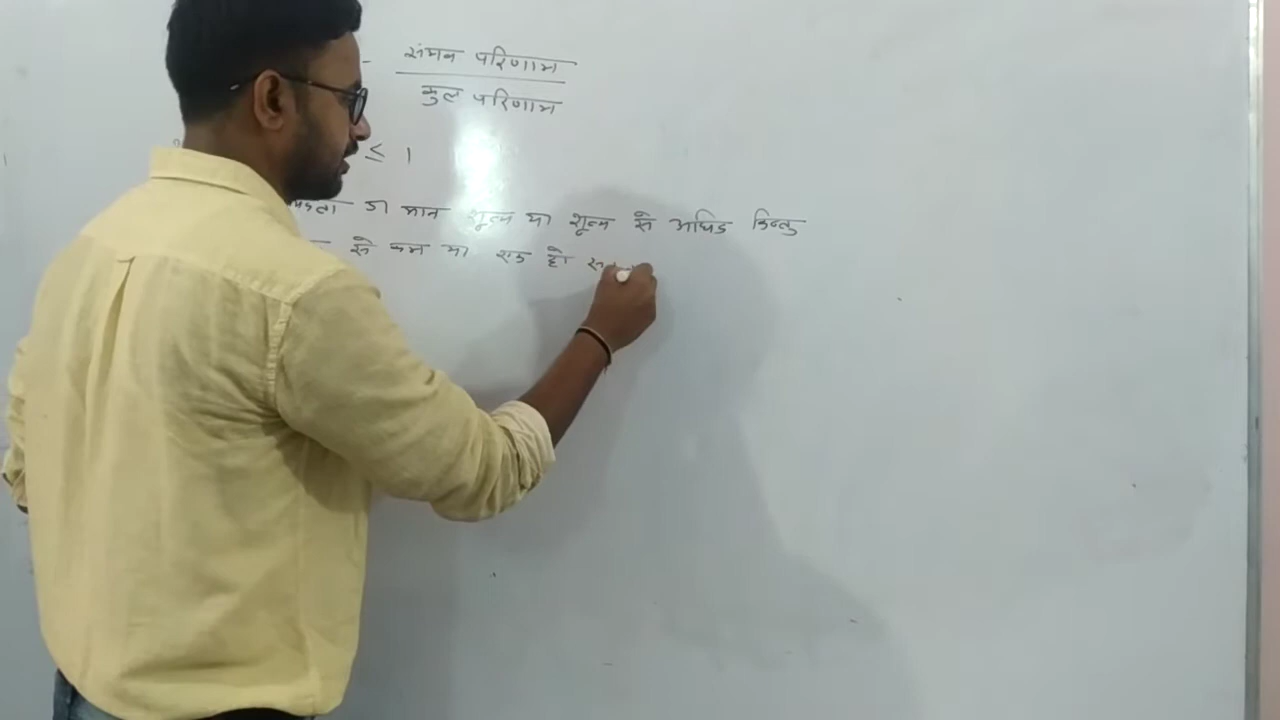 संभव परिणाम
कुल परिणाम
≤ 1
का मान शून्य या शून्य से अधिक किन्तु
से कम या एक हो